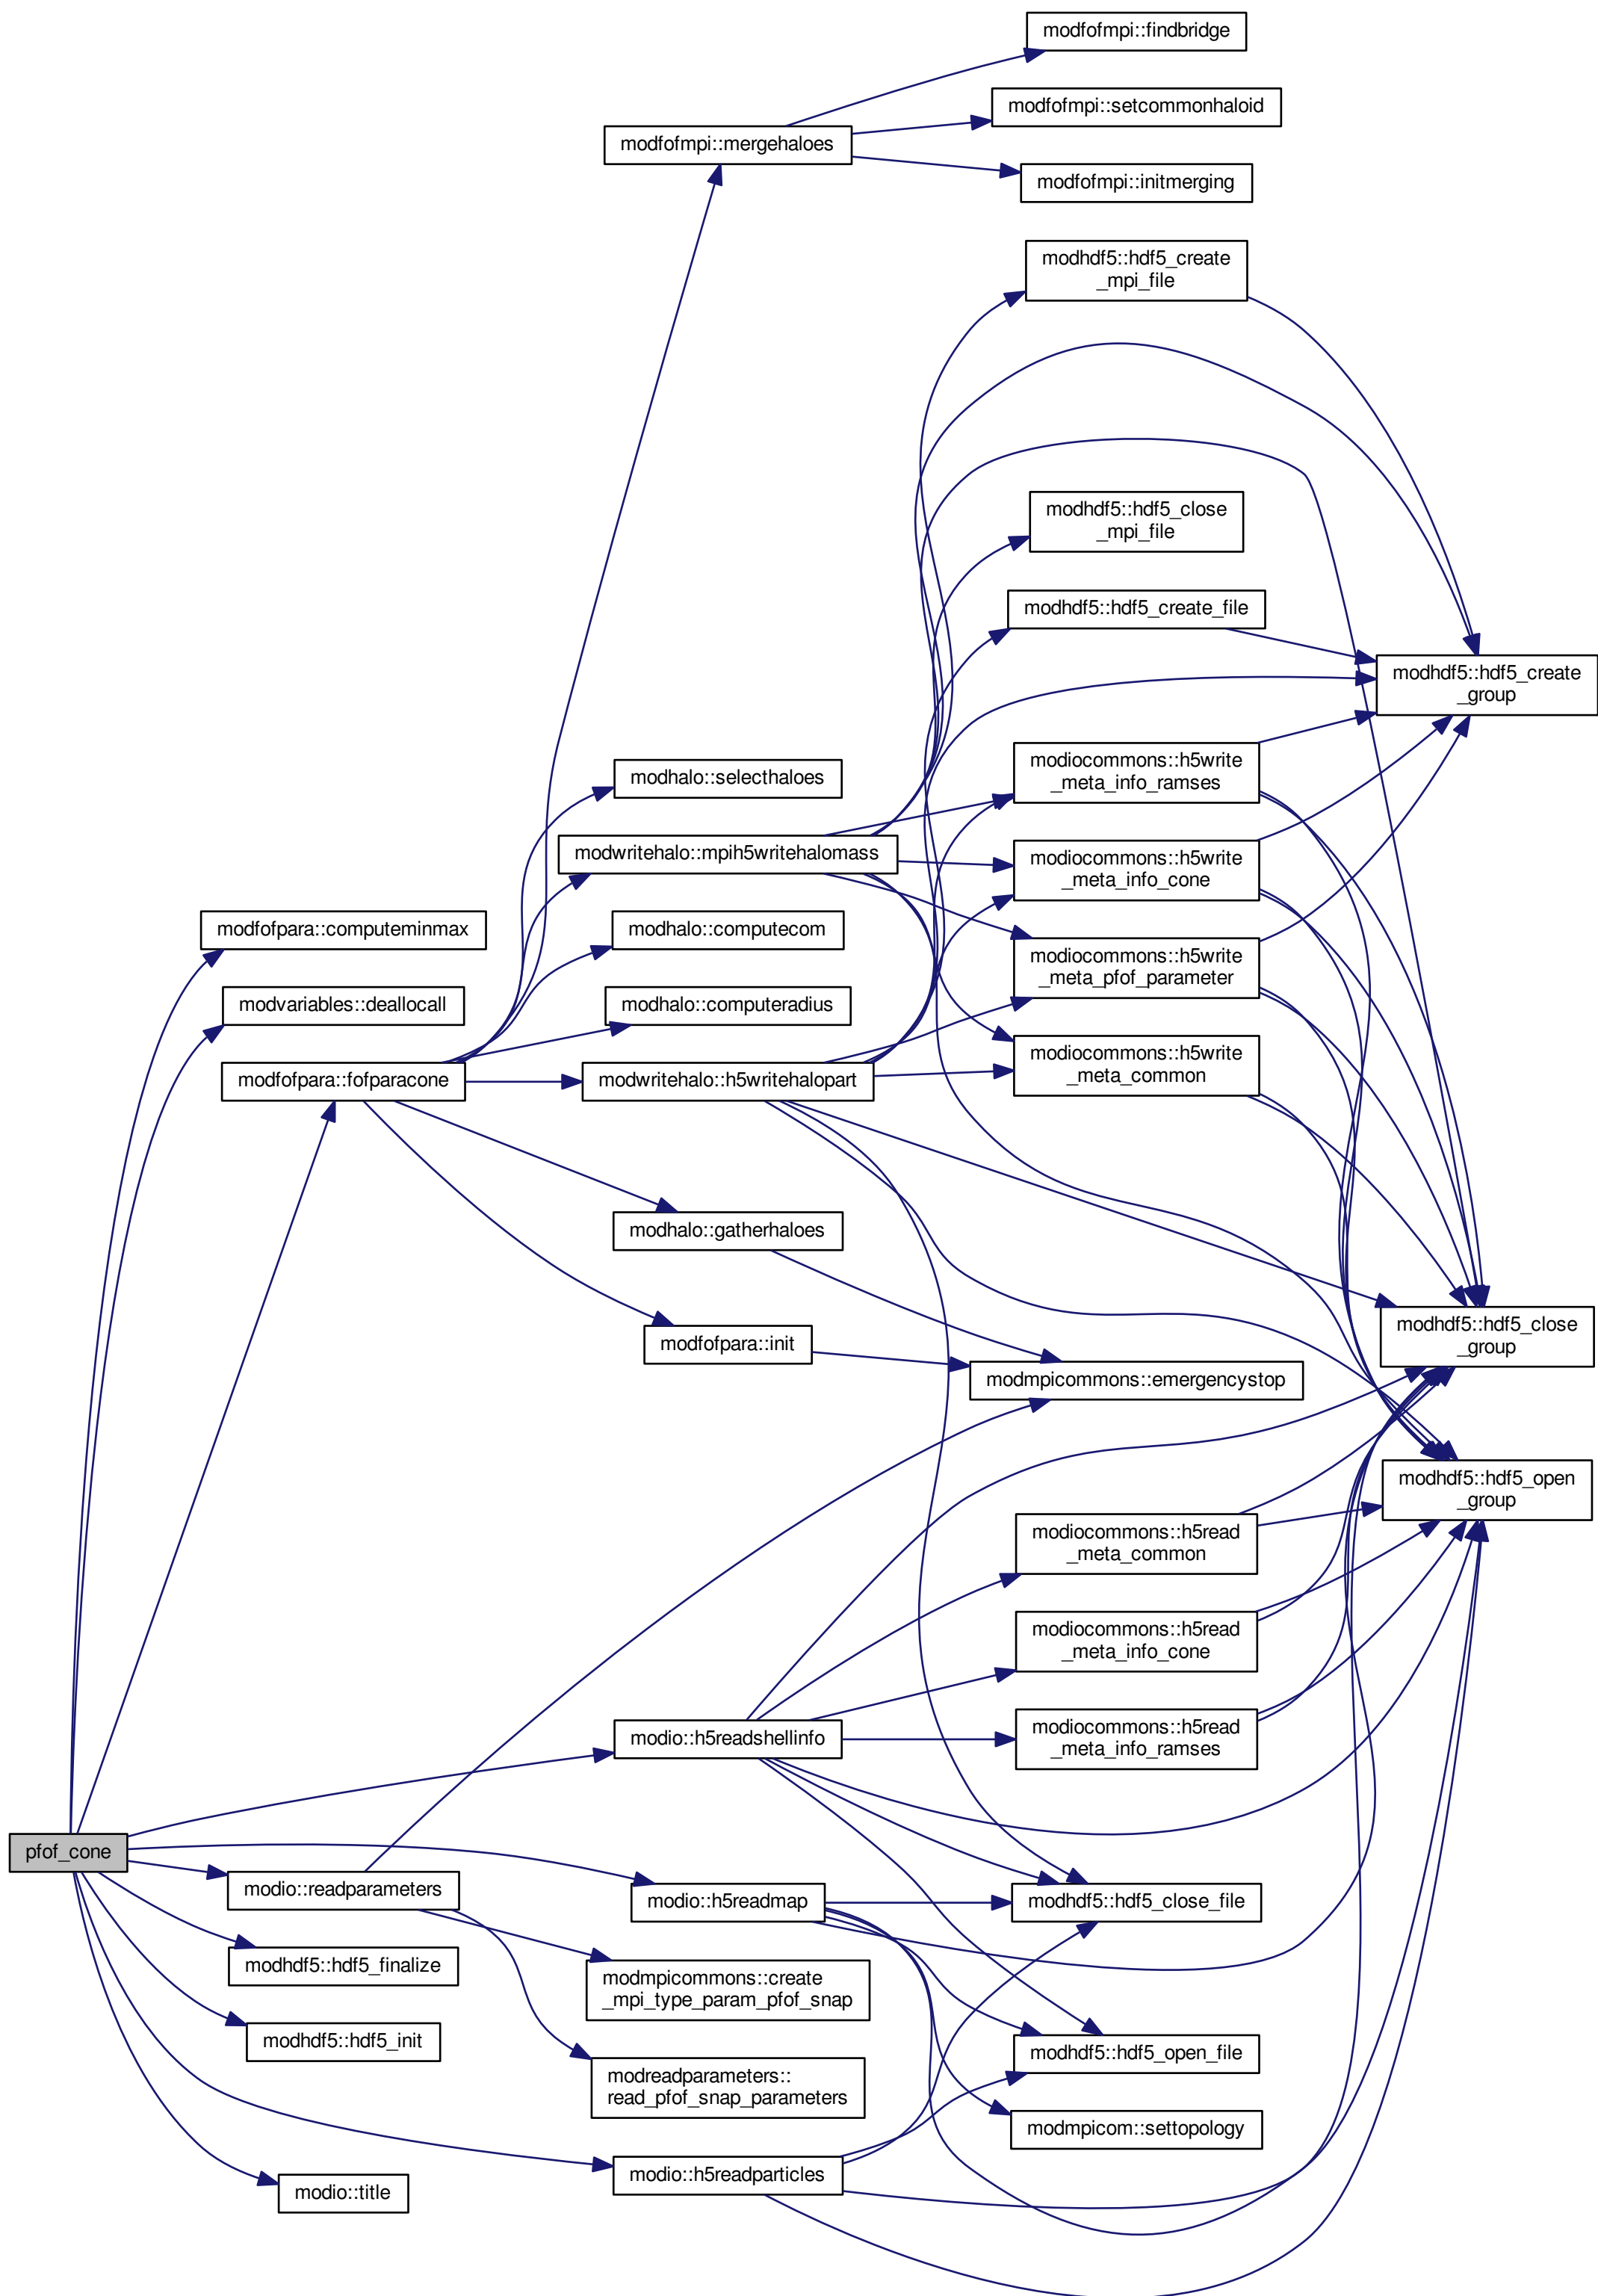 modfofmpi::findbridge
modfofmpi::setcommonhaloid
modfofmpi::mergehaloes
modfofmpi::initmerging
modhdf5::hdf5_create
_mpi_file
modhdf5::hdf5_close
_mpi_file
modhdf5::hdf5_create_file
modhdf5::hdf5_create
_group
modiocommons::h5write
_meta_info_ramses
modhalo::selecthaloes
modwritehalo::mpih5writehalomass
modiocommons::h5write
_meta_info_cone
modfofpara::computeminmax
modhalo::computecom
modiocommons::h5write
_meta_pfof_parameter
modvariables::deallocall
modhalo::computeradius
modiocommons::h5write
_meta_common
modfofpara::fofparacone
modwritehalo::h5writehalopart
modhalo::gatherhaloes
modfofpara::init
modhdf5::hdf5_close
_group
modmpicommons::emergencystop
modhdf5::hdf5_open
_group
modiocommons::h5read
_meta_common
modiocommons::h5read
_meta_info_cone
modio::h5readshellinfo
modiocommons::h5read
_meta_info_ramses
pfof_cone
modio::readparameters
modio::h5readmap
modhdf5::hdf5_close_file
modhdf5::hdf5_finalize
modmpicommons::create
_mpi_type_param_pfof_snap
modhdf5::hdf5_init
modhdf5::hdf5_open_file
modreadparameters::
read_pfof_snap_parameters
modmpicom::settopology
modio::h5readparticles
modio::title